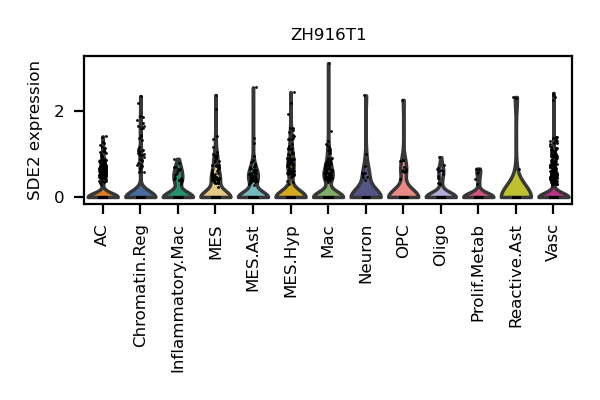 ZH916T1
SDE2 expression
2
0
AC
Chromatin.Reg
Inflammatory.Mac
MES
MES.Ast
MES.Hyp
Mac
Neuron
OPC
Oligo
Prolif.Metab
Reactive.Ast
Vasc